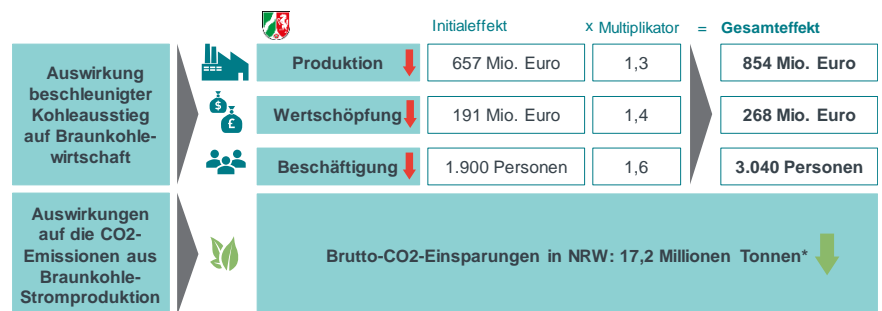 Initialeffekt x Multiplikator = Gesamteffekt
Auswirkung
beschleunigter
Kohleausstieg
auf Braunkohle-
wirtschaft
Produktion 657 Mio. Euro 1,3 854 Mio. Euro
$
£
Wertschöpfung 191 Mio. Euro 1,4 268 Mio. Euro
Beschäftigung 1.900 Personen 1,6 3.040 Personen
Auswirkungen
auf die CO2-
Emissionen aus
Braunkohle-
Stromproduktion
Brutto-CO2-Einsparungen in NRW: 17,2 Millionen Tonnen*